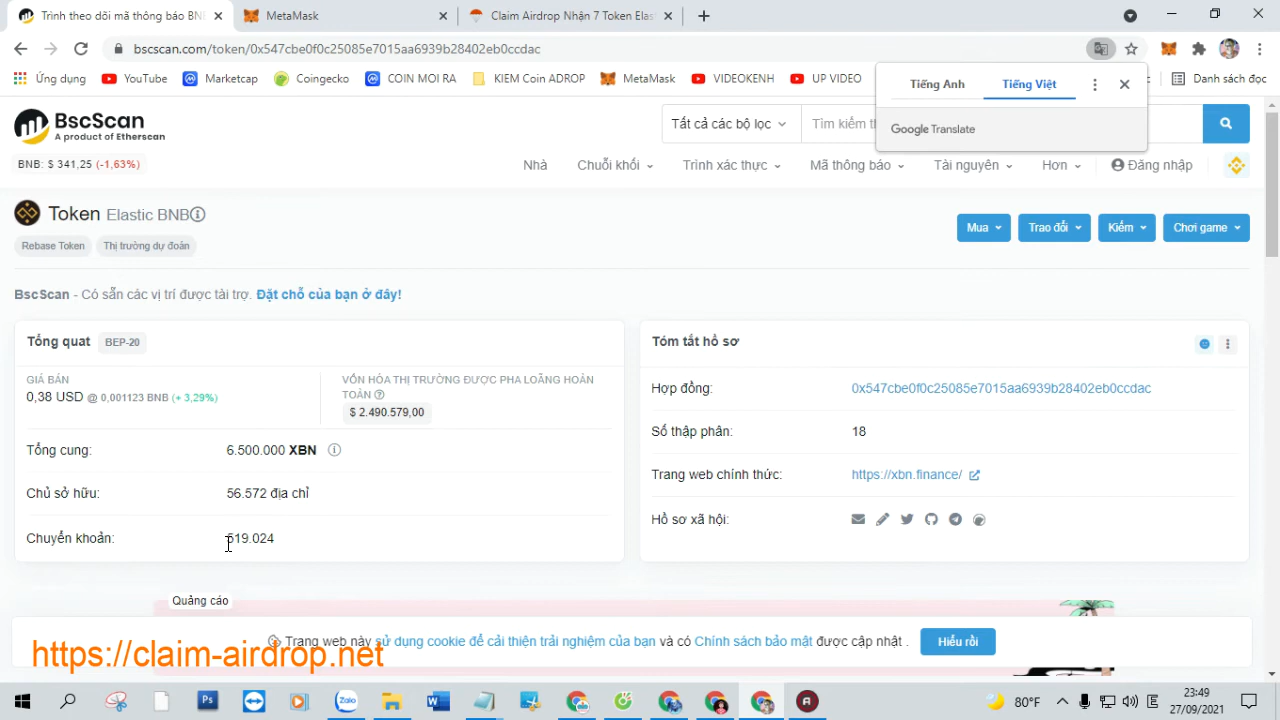 Trình theo dõi mã thông báo BNB
MetaMask
Claim Airdrop Nhận 7 Token Elas
bscscan.com/token/0x547cbe0f0c25085e7015aa6939b28402eb0ccdac
Ứng dụng
YouTube
Marketcap
Coingecko
COIN MOI RA
KIEM Coin ADROP
MetaMask
VIDEOKENH
UP VIDEO
Danh sách đọc
Tiếng Anh
Tiếng Việt
Google Translate
BscScan
A product of Etherscan
Tất cả các bộ lọc
Tìm kiếm th
BNB: $ 341,25 (-1,63%)
Nhà
Chuỗi khối
Trình xác thực
Mã thông báo
Tài nguyên
Hơn
Đăng nhập
Token Elastic BNB
Mua
Trao đổi
Kiếm
Chơi game
Rebase Token
Thị trường dự đoán
BscScan - Có sẵn các vị trí được tài trợ. Đặt chỗ của bạn ở đây!
Tổng quat BEP-20
GIÁ BÁN
0,38 USD @ 0,001123 BNB (+ 3,29%)
VỐN HÓA THỊ TRƯỜNG ĐƯỢC PHA LOÃNG HOÀN
TOÀN
$ 2.490.579,00
Tổng cung: 6.500.000 XBN
Chủ sở hữu: 56.572 địa chỉ
Chuyển khoản: 519.024
Tóm tắt hồ sơ
Hợp đồng: 0x547cbe0f0c25085e7015aa6939b28402eb0ccdac
Số thập phân: 18
Trang web chính thức: https://xbn.finance/
Hồ sơ xã hội:
Quảng cáo
Trang web này sử dụng cookie để cải thiện trải nghiệm của bạn và có Chính sách bảo mật được cập nhật .
Hiểu rồi
https://claim-airdrop.net
80°F
23:49
27/09/2021